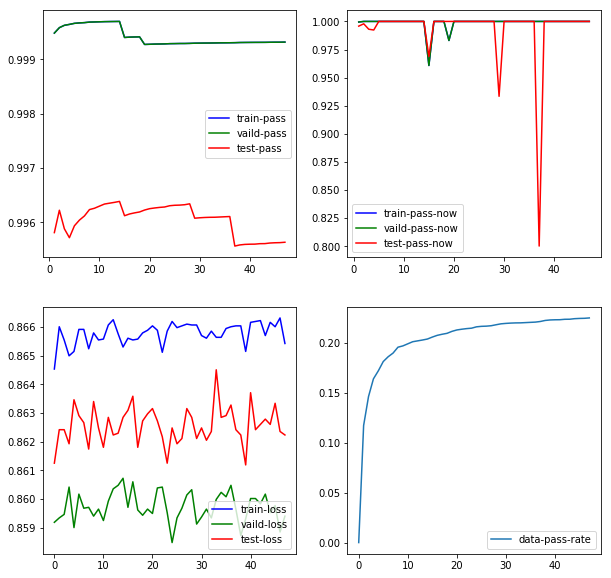 0.999
0.998
0.997
0.996
0 10 20 30 40
train-pass
vaild-pass
test-pass
1.000
0.975
0.950
0.925
0.900
0.875
0.850
0.825
0.800
0 10 20 30 40
train-pass-now
vaild-pass-now
test-pass-now
0.866
0.865
0.864
0.863
0.862
0.861
0.860
0.859
0 10 20 30 40
train-loss
vaild-loss
test-loss
0.20
0.15
0.10
0.05
0.00
0 20 40
data-pass-rate